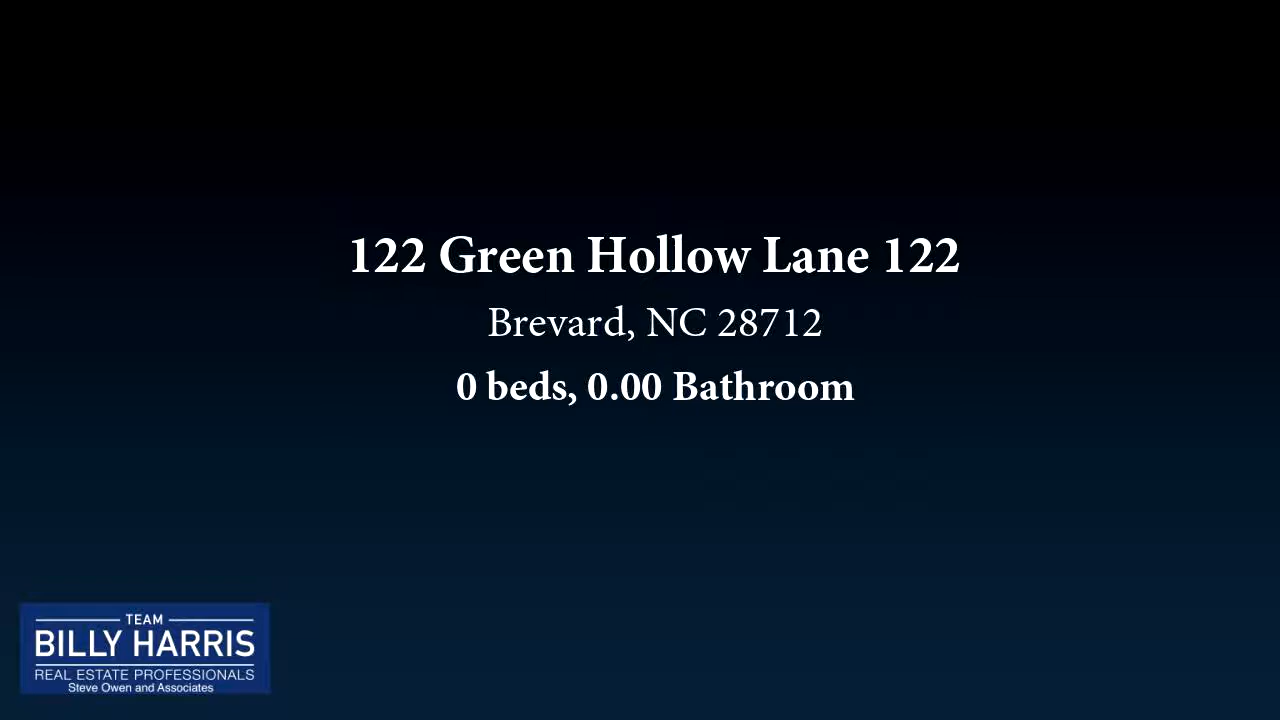 122 Green Hollow Lane 122
Brevard, NC 28712
0 beds, 0.00 Bathroom
TEAM
BILLY HARRIS
REAL ESTATE PROFESSIONALS
Steve Owen and Associates